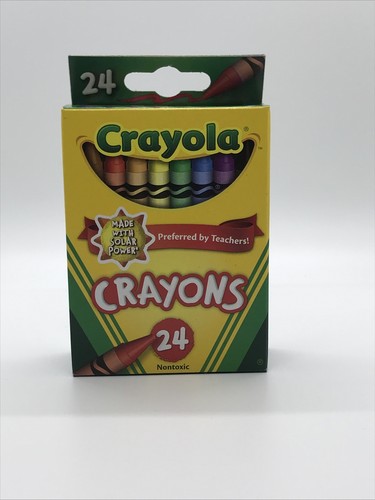 24
Crayola
MADE
WITH
SOLAR
POWER!
Preferred by Teachers!
CRAYONS
24
Nontoxic